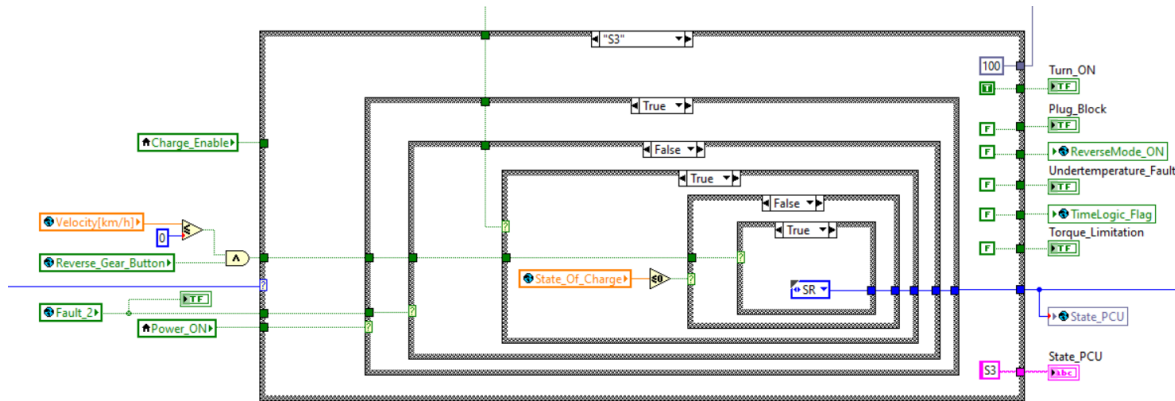 "S3"
100
Turn_ON
T
TF
True
Plug_Block
F
TF
Charge_Enable
False
F
ReverseMode_ON
Undertemperature_Fault
True
F
TF
Velocity[km/h]
≤
0
False
F
TimeLogic_Flag
True
Torque_Limitation
F
TF
Reverse_Gear_Button
∧
?
?
State_Of_Charge
≤0
?
?
SR
TF
Fault_2
?
State_PCU
Power_ON
?
State_PCU
S3
abc